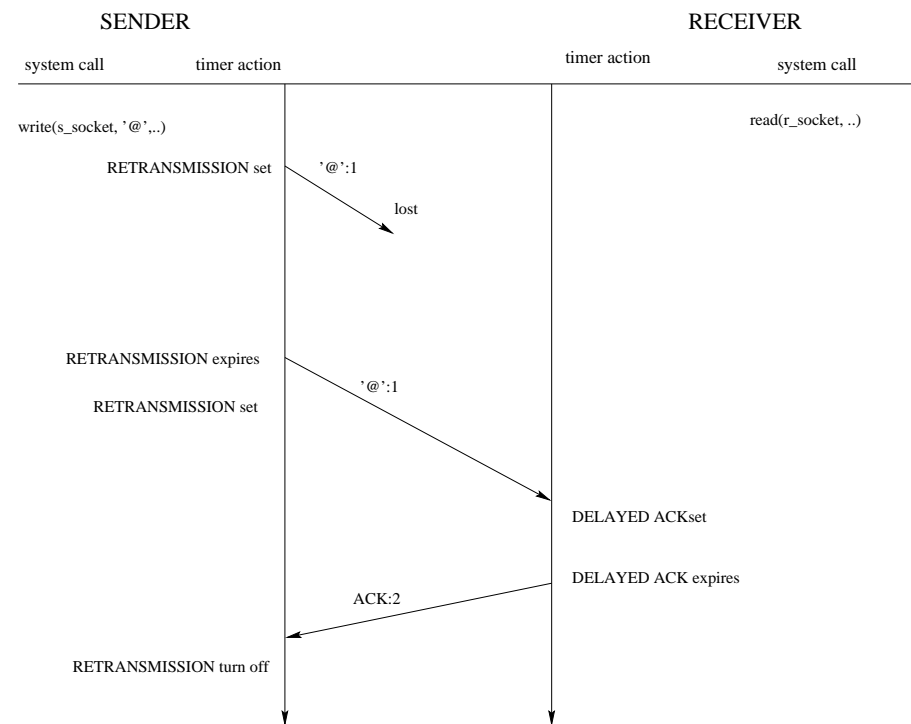 SENDER RECEIVER
system call timer action timer action system call
write(s_socket, '@',..) read(r_socket, ..)
RETRANSMISSION set '@':1
lost
RETRANSMISSION expires
'@':1
RETRANSMISSION set
DELAYED ACKset
DELAYED ACK expires
ACK:2
RETRANSMISSION turn off